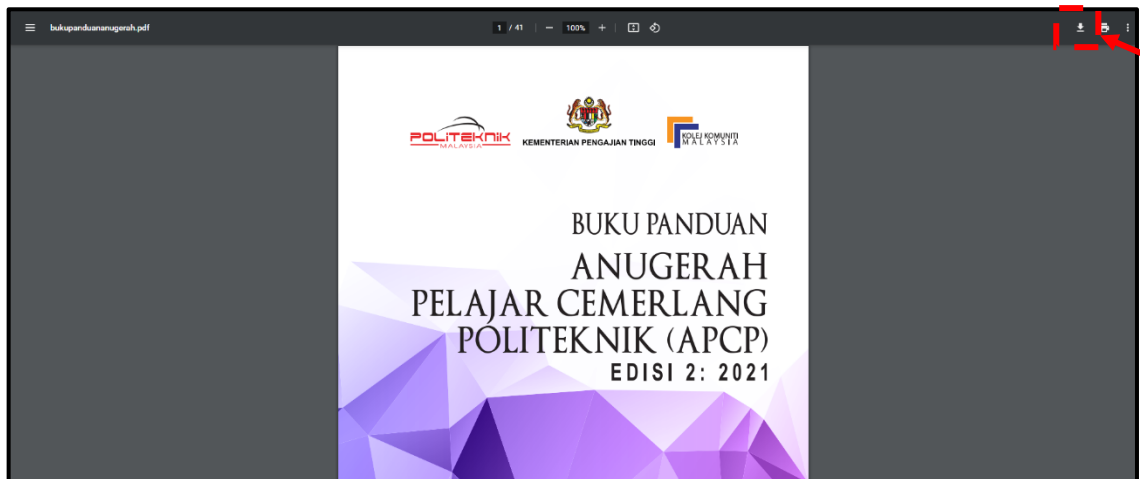 bukupanduananugerah.pdf
1 / 41
100%
POLITEKNIK
MALAYSIA
KEMENTERIAN PENGAJIAN TINGGI
KOLEJ KOMUNITI
MALAYSIA
BUKU PANDUAN
ANUGERAH
PELAJAR CEMERLANG
POLITEKNIK (APCP)
EDISI 2: 2021